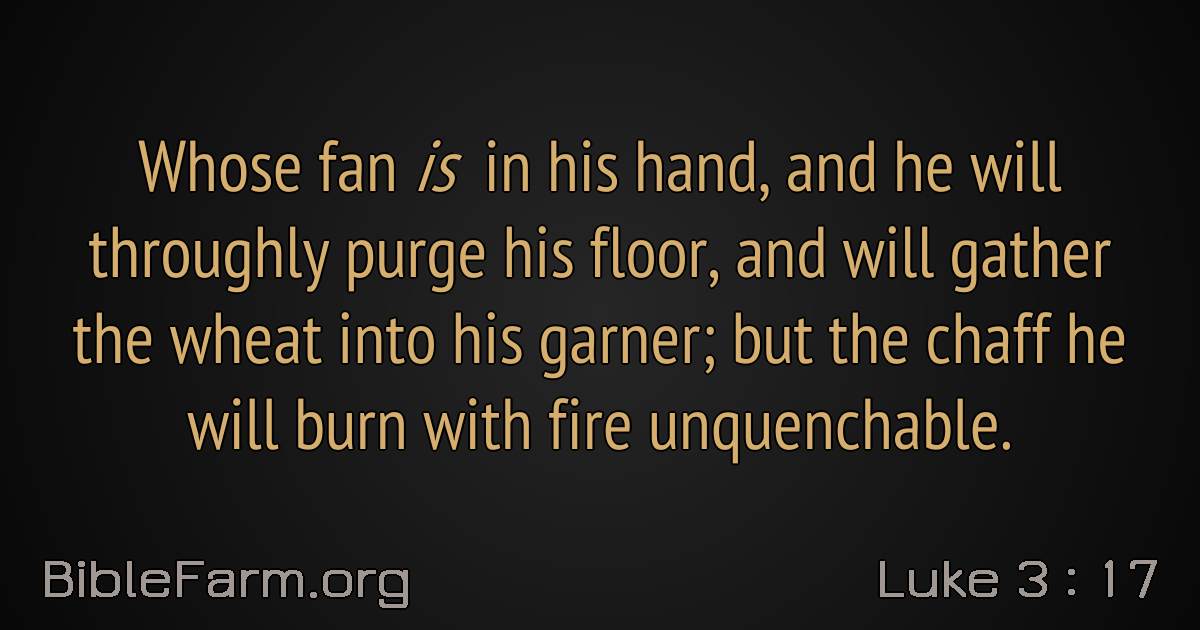 Whose fan is in his hand, and he will
throughly purge his floor, and will gather
the wheat into his garner; but the chaff he
will burn with fire unquenchable.
BibleFarm.org
Luke 3 : 17